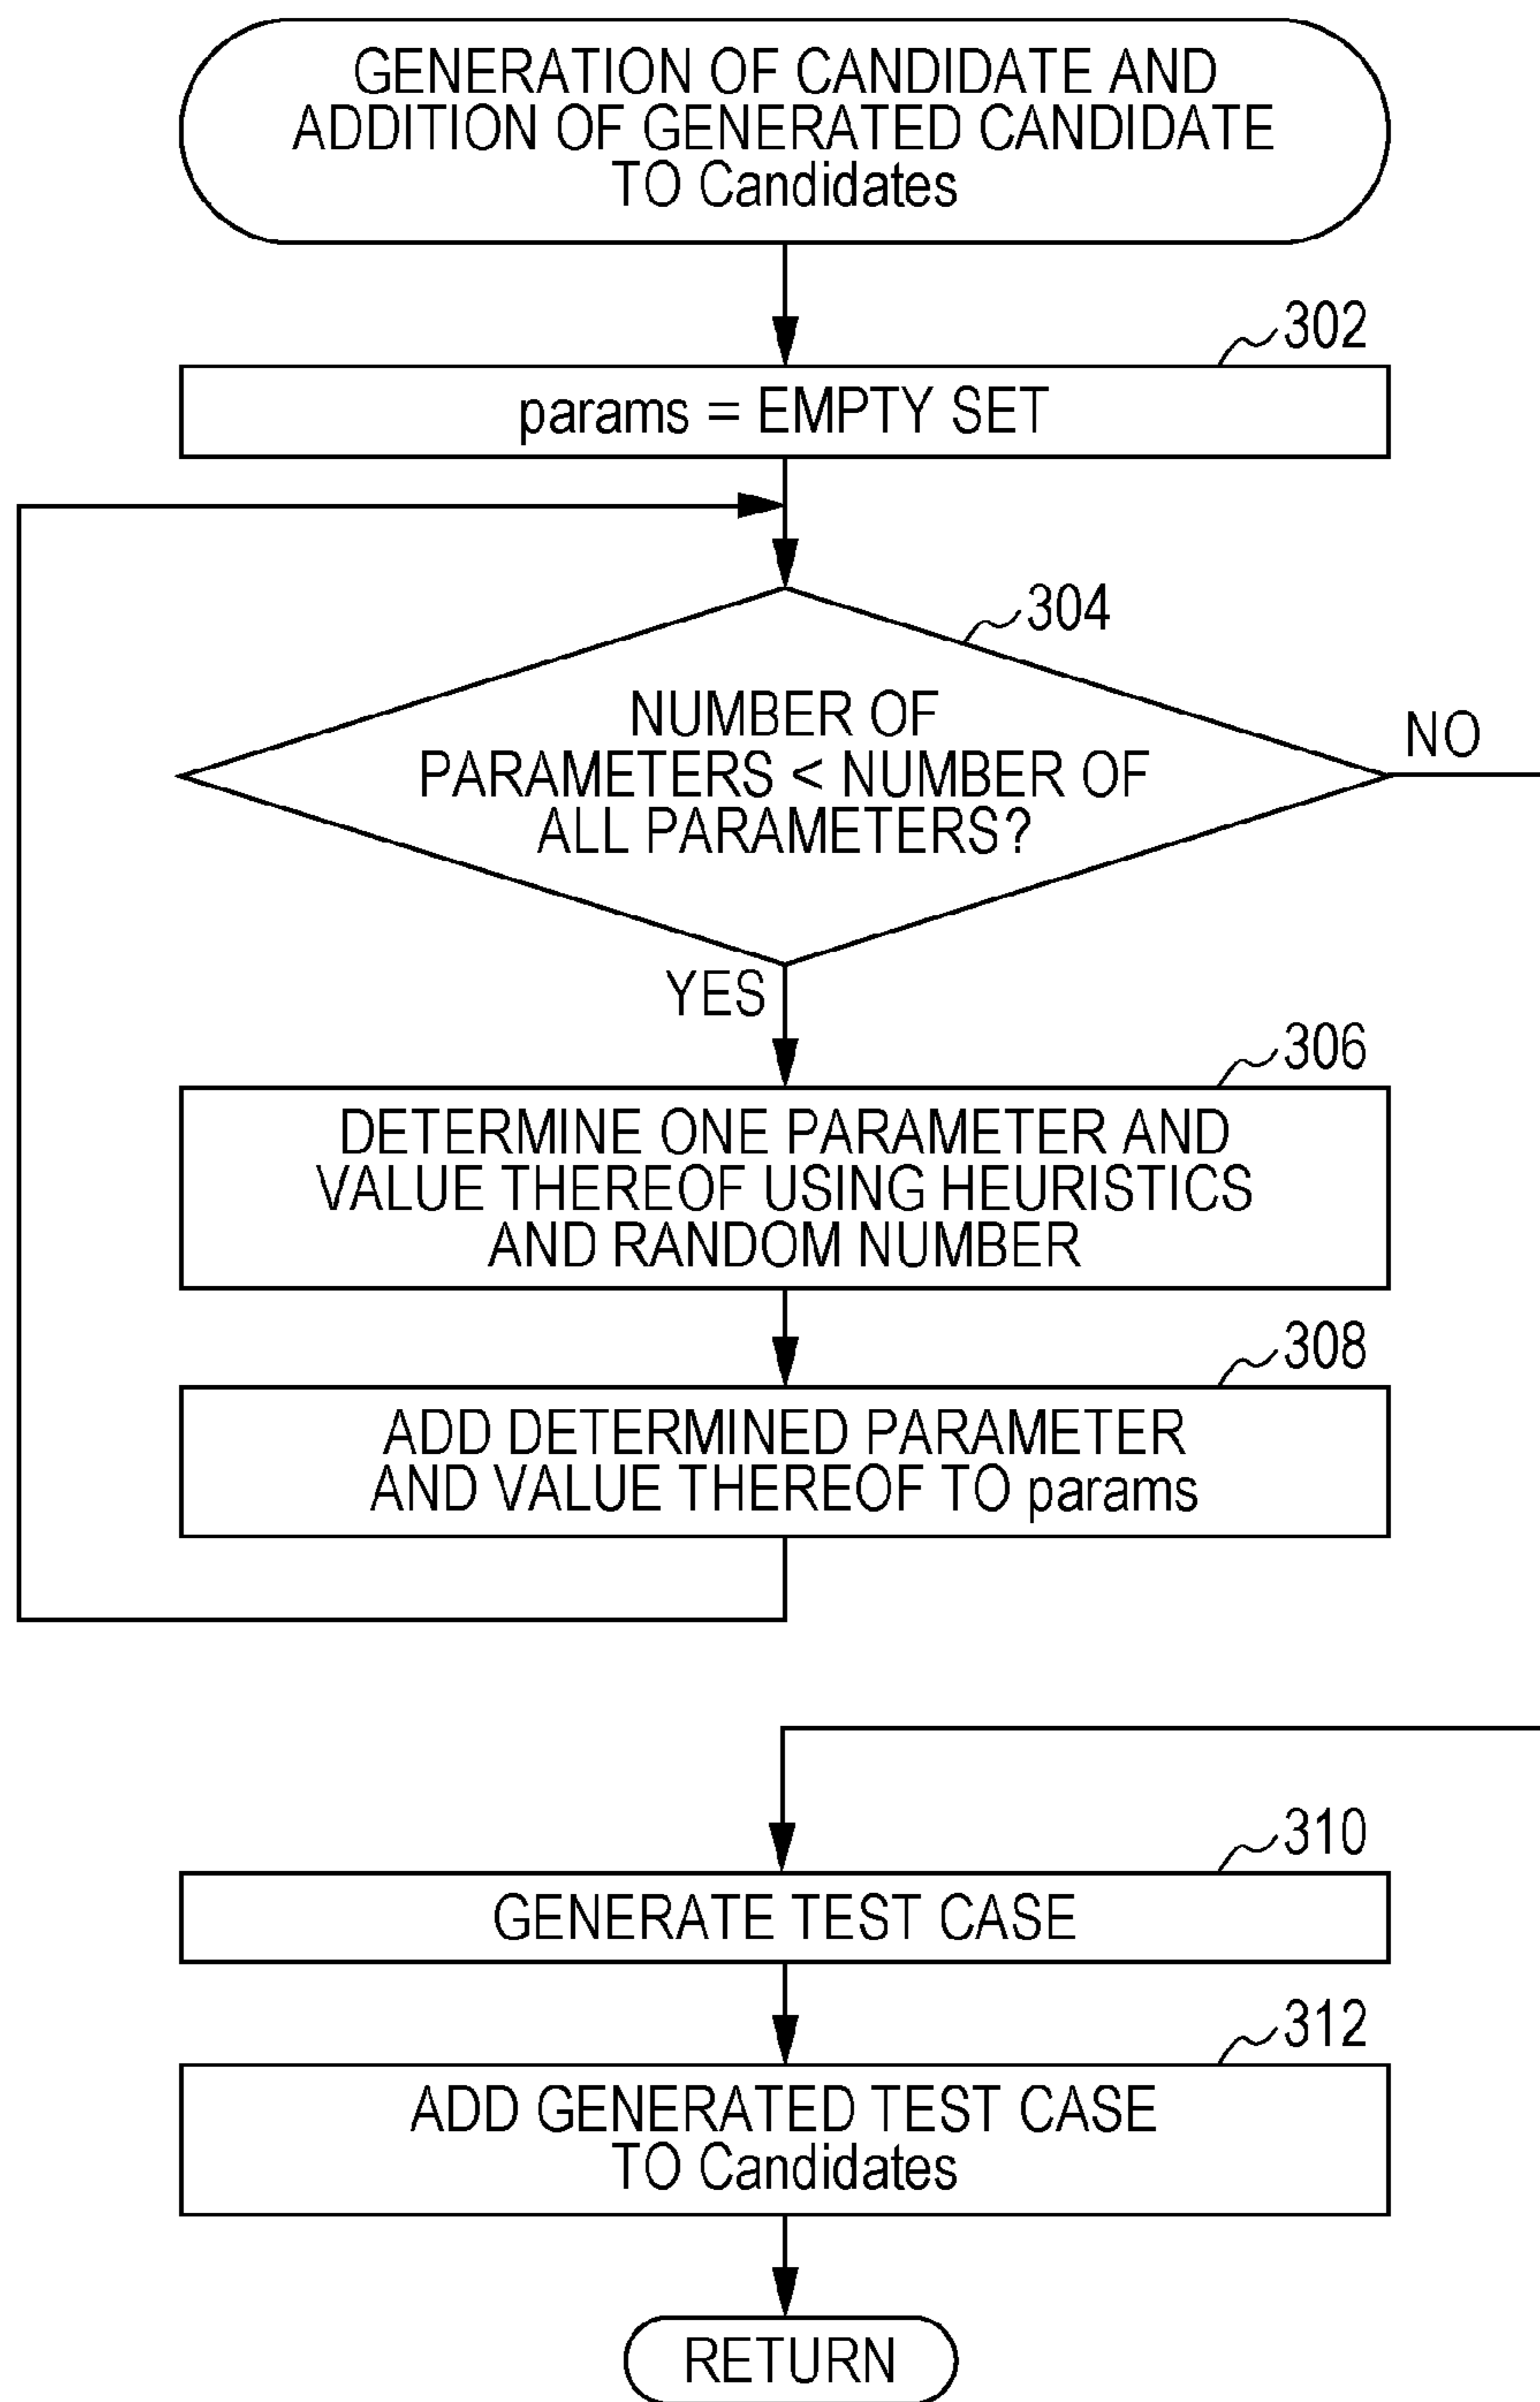 GENERATION OF CANDIDATE AND
ADDITION OF GENERATED CANDIDATE
TO Candidates
302
params = EMPTY SET
304
NUMBER OF
PARAMETERS < NUMBER OF
ALL PARAMETERS?
NO
YES
306
DETERMINE ONE PARAMETER AND
VALUE THEREOF USING HEURISTICS
AND RANDOM NUMBER
308
ADD DETERMINED PARAMETER
AND VALUE THEREOF TO params
310
GENERATE TEST CASE
312
ADD GENERATED TEST CASE
TO Candidates
RETURN